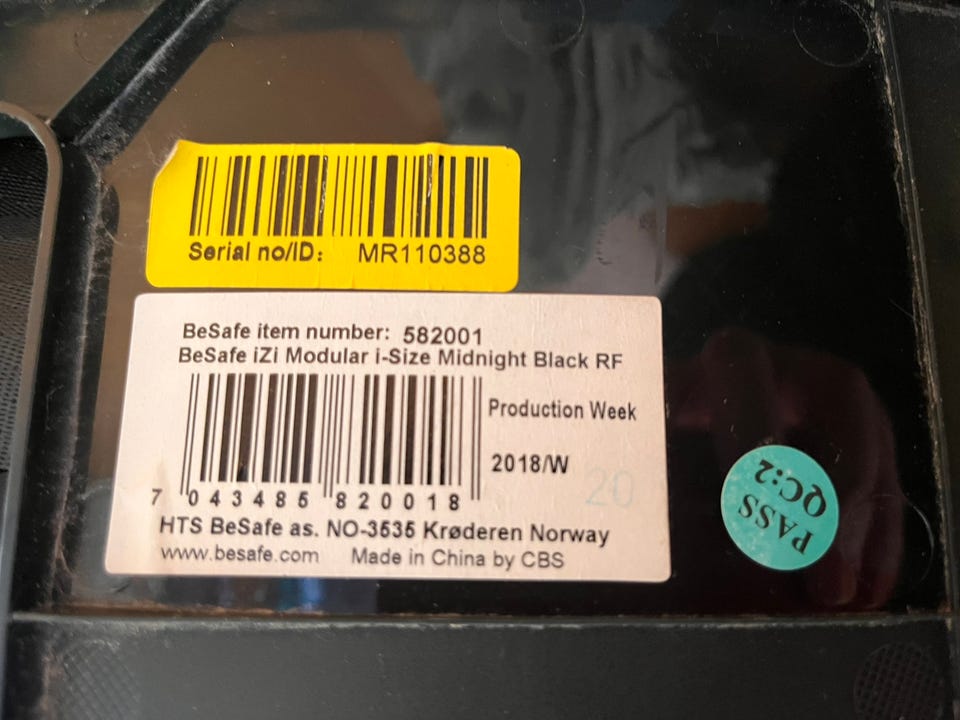 Serial no/ID: MR110388
BeSafe item number: 582001
BeSafe iZi Modular i-Size Midnight Black RF
Production Week
2018/W 20
7 043485 820018
HTS BeSafe as. NO-3535 Krøderen Norway
www.besafe.com Made in China by CBS
PASS
QC:2